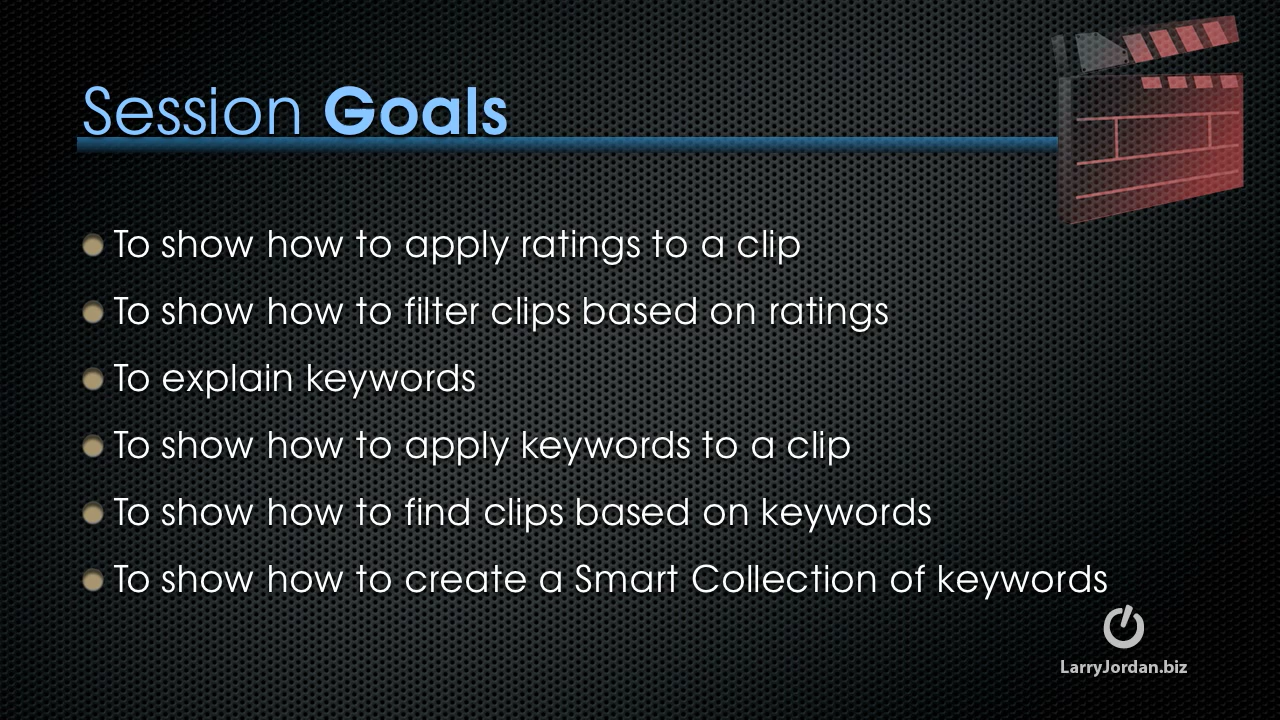 Session Goals
To show how to apply ratings to a clip
To show how to filter clips based on ratings
To explain keywords
To show how to apply keywords to a clip
To show how to find clips based on keywords
To show how to create a Smart Collection of keywords
LarryJordan.biz